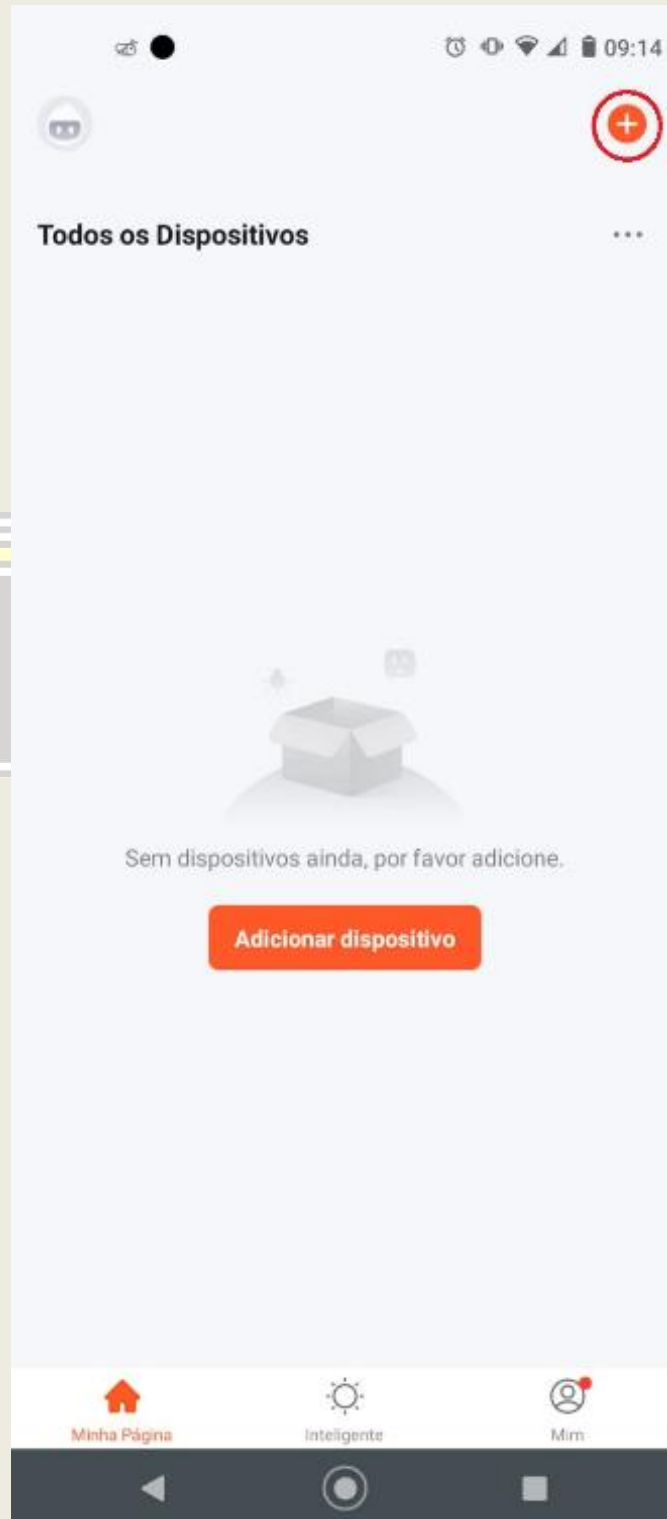 09:14
Todos os Dispositivos
Sem dispositivos ainda, por favor adicione.
Adicionar dispositivo
Minha Página
Inteligente
Mim